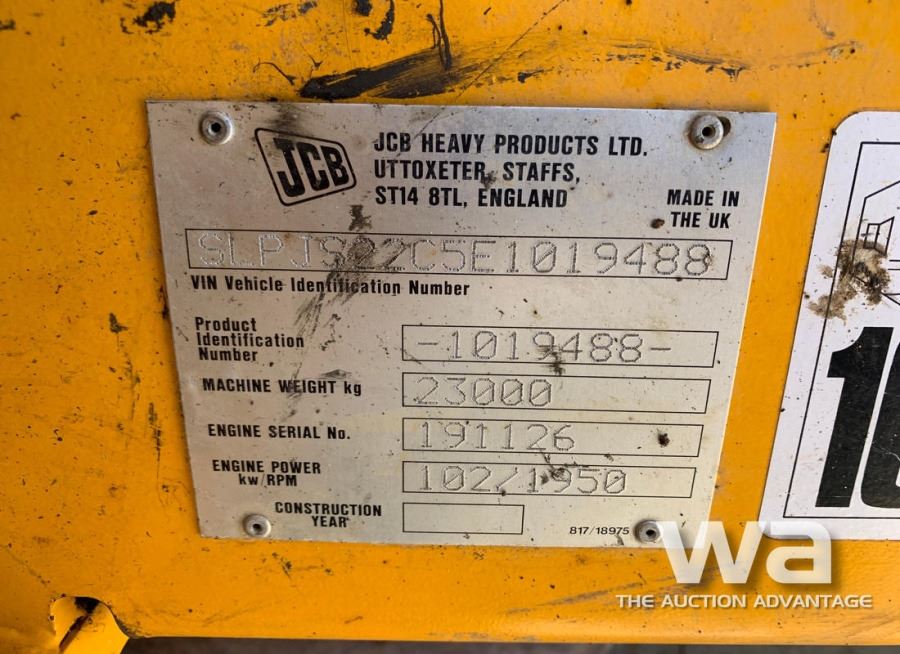 JCB
JCB HEAVY PRODUCTS LTD.
UTTOXETER, STAFFS,
ST14 8TL, ENGLAND
MADE IN
THE UK
SLPJS22C5E1019488
VIN Vehicle Identification Number
Product
Identification
Number
-1019488-
MACHINE WEIGHT kg
23000
ENGINE SERIAL No.
191126
ENGINE POWER
kw/RPM
102/1950
CONSTRUCTION
YEAR
817/18975
wa
THE AUCTION ADVANTAGE